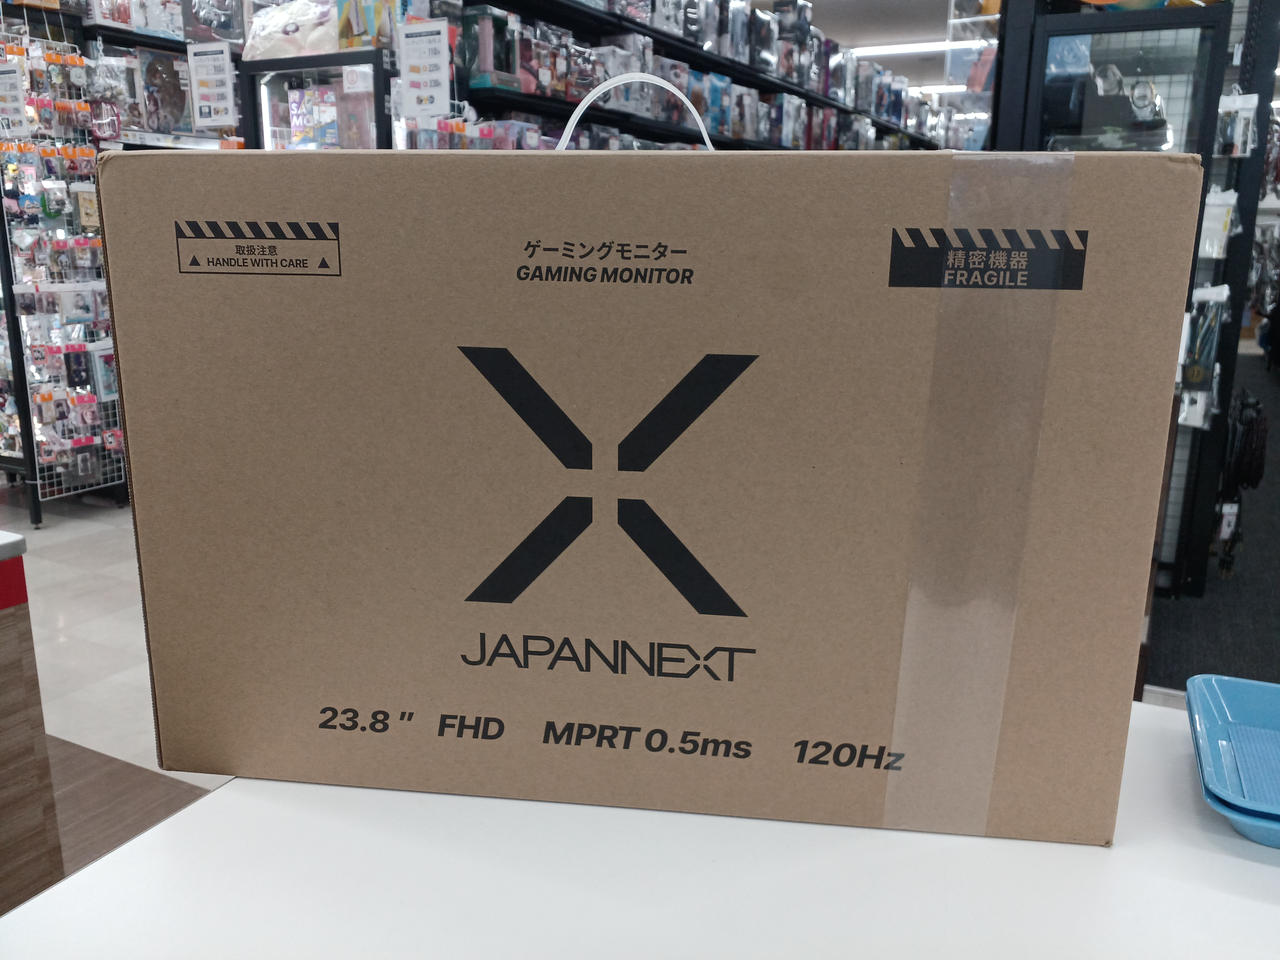 取扱注意
HANDLE WITH CARE
ゲーミングモニター
GAMING MONITOR
精密機器
FRAGILE
JAPANNEXT
23.8" FHD MPRT 0.5ms 120Hz